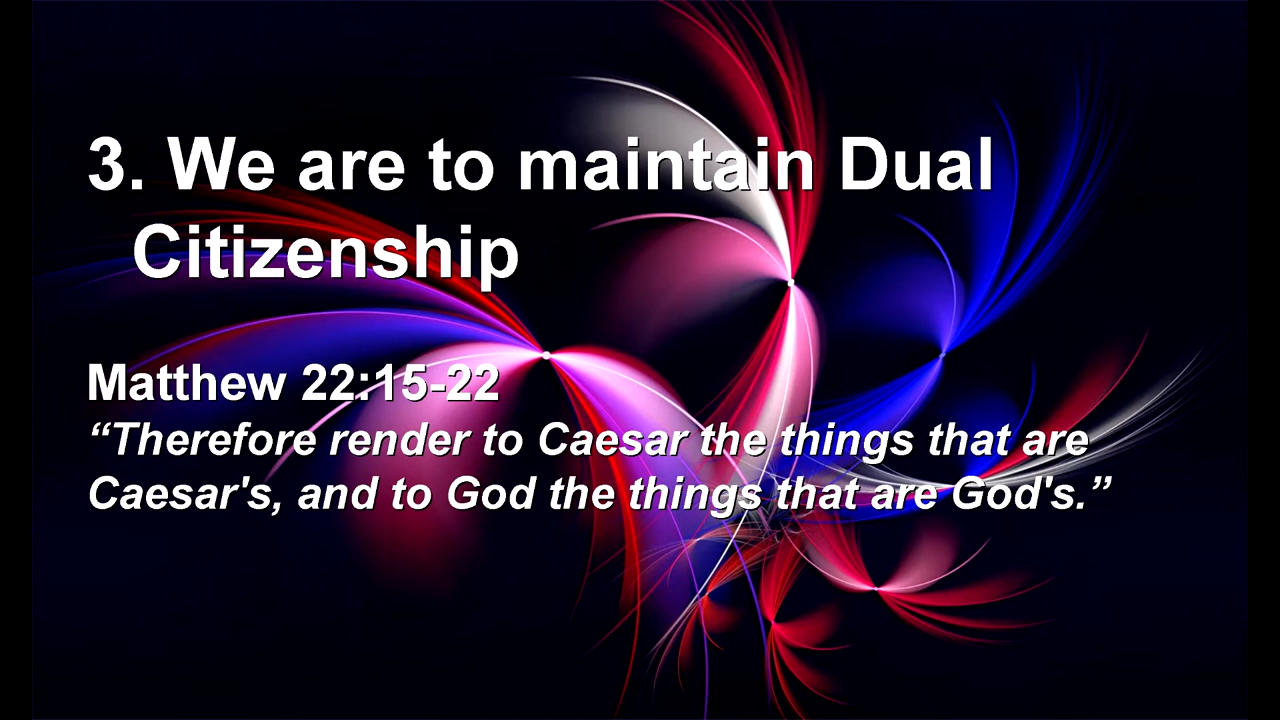 3. We are to maintain Dual
Citizenship
Matthew 22:15-22
“Therefore render to Caesar the things that are
Caesar's, and to God the things that are God's.”